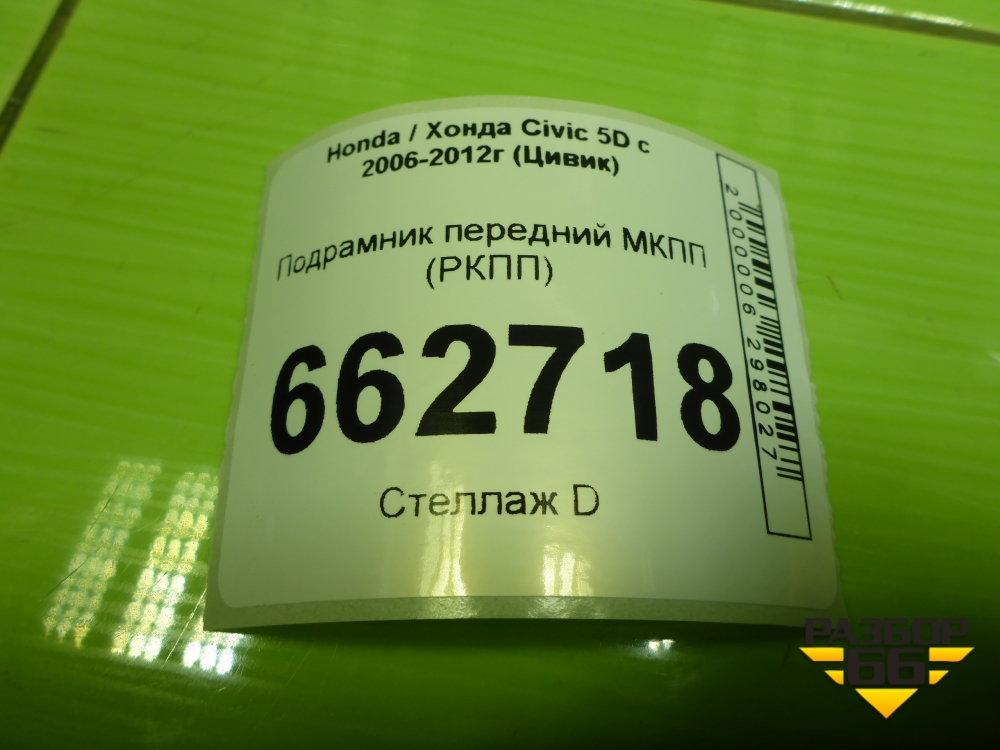 Honda / Хонда Civic 5D с
2006-2012г (Цивик)
Подрамник передний МКПП
(РКПП)
662718
Стеллаж D
2000006298027
РАЗБОР
66